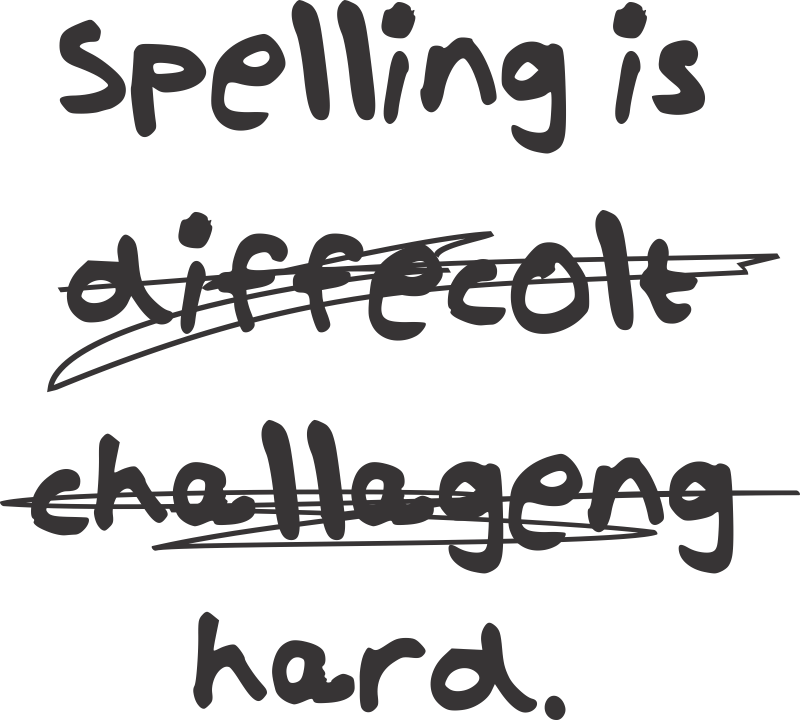 Spelling is
diffecolt
challageng
hard.